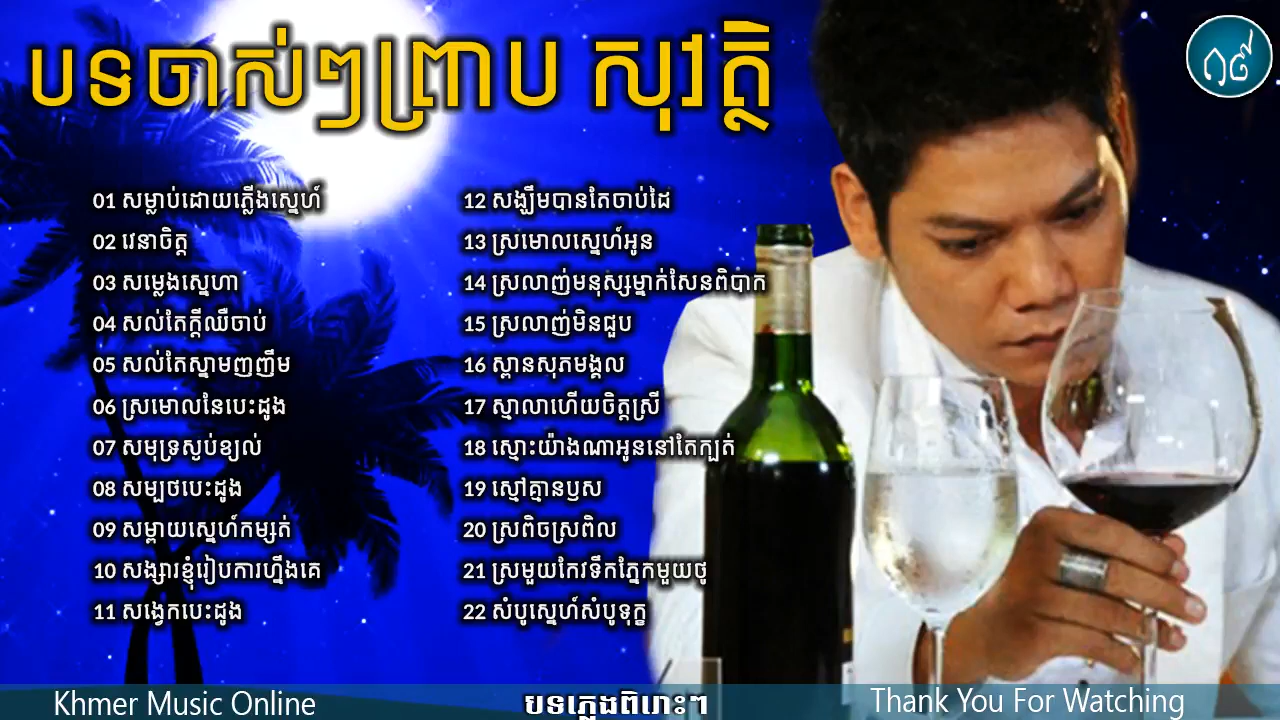 បទចាស់ៗព្រាប សុវត្ថិ
01 សម្លាប់ដោយភ្លើងស្នេហ៍
02 វេនាចិត្ត
03 សម្លេងស្នេហា
04 សល់តែក្តីឈឺចាប់
05 សល់តែស្នាមញញឹម
06 ស្រមោលនៃបេះដូង
07 សមុទ្រស្ងប់ខ្យល់
08 សម្បថបេះដូង
09 សម្ពាយស្នេហ៍កម្សត់
10 សង្សារខ្ញុំរៀបការហ្នឹងគេ
11 សង្វេកបេះដូង
12 សង្ឃឹមបានតែចាប់ដៃ
13 ស្រមោលស្នេហ៍អូន
14 ស្រលាញ់មនុស្សម្នាក់សែនពិបាក
15 ស្រលាញ់មិនជួប
16 ស្ពានសុភមង្គល
17 ស្មាលាហើយចិត្តស្រី
18 ស្មោះយ៉ាងណាអូននៅតែក្បត់
19 ស្មៅគ្មានឫស
20 ស្រពិចស្រពិល
21 ស្រមួយកែវទឹកភ្នែកមួយថូ
22 សំបូស្នេហ៍សំបូទុក្ខ
Khmer Music Online
បទភ្លេងពិរោះៗ
Thank You For Watching